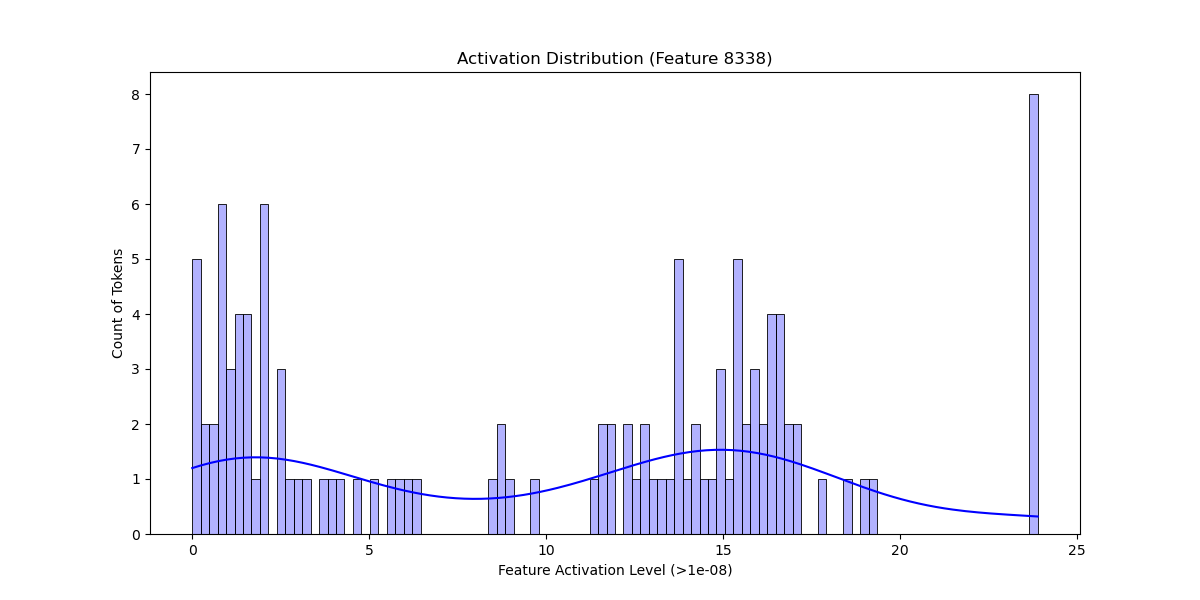 Activation Distribution (Feature 8338)
8
7
6
5
4
3
2
1
0
Count of Tokens
0 5 10 15 20 25
Feature Activation Level (>1e-08)